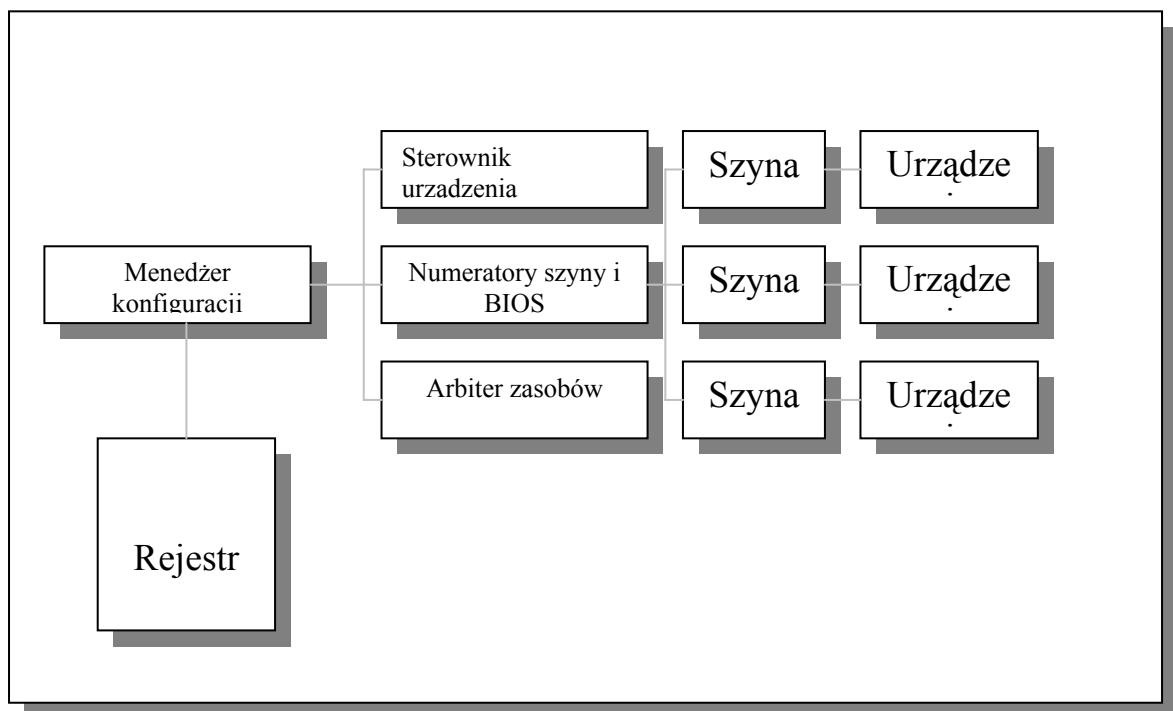 Sterownik
urzadzenia
Szyna
Urządze
Menedżer
konfiguracji
Numeratory szyny i
BIOS
Szyna
Urządze
Arbiter zasobów
Szyna
Urządze
Rejestr